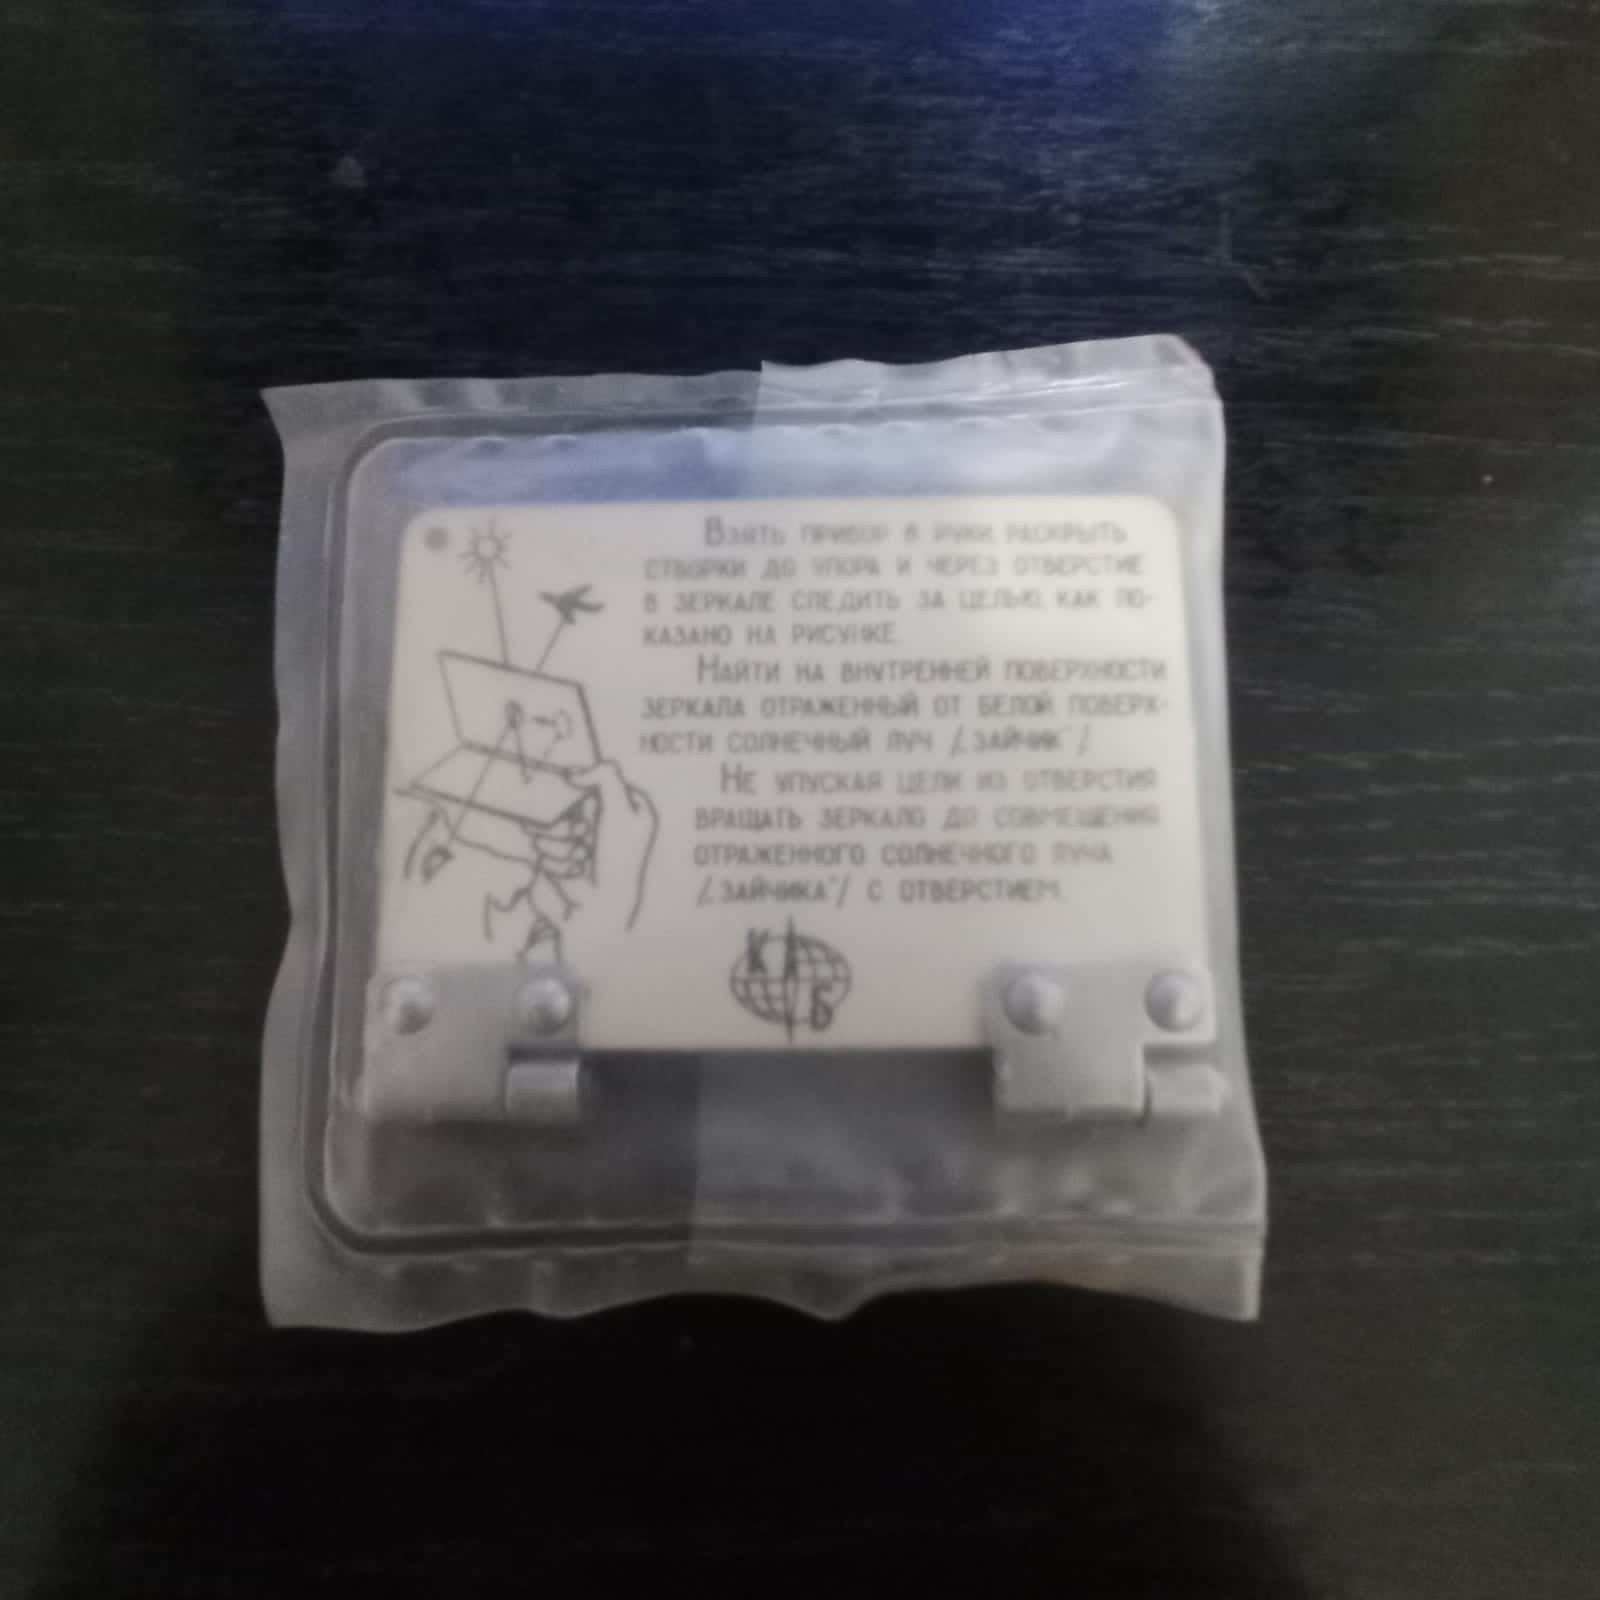 Взять прибор в руки, раскрыть
створки до упора и через отверстие
в зеркале следить за целью, как по-
казано на рисунке.
Найти на внутренней поверхности
зеркала отраженный от белой поверх-
ности солнечный луч /„зайчик"/
Не упуская цели из отверстия
вращать зеркало до совмещения
отраженного солнечного луча
/„зайчика"/ с отверстием.
К Б